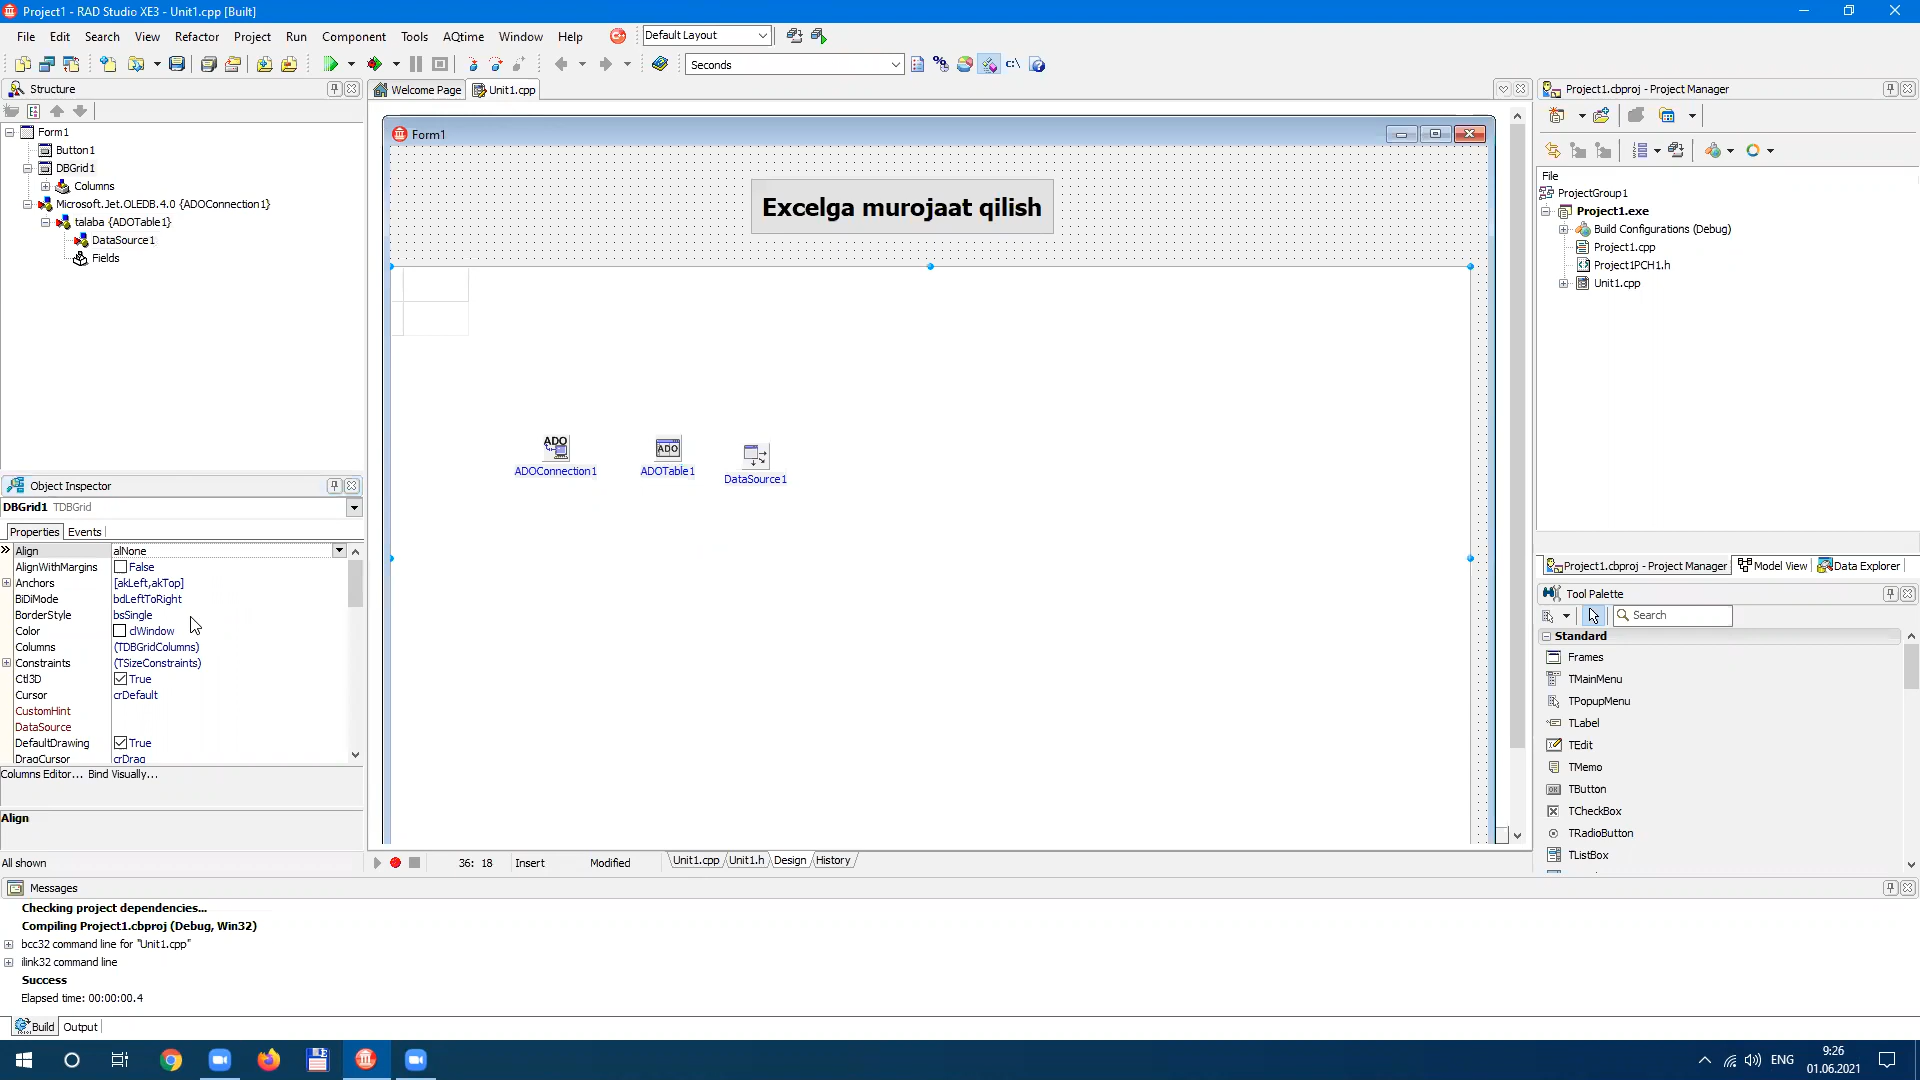 Project1 - RAD Studio XE3 - Unit1.cpp [Built]
File Edit Search View Refactor Project Run Component Tools AQtime Window Help
Default Layout
Seconds
Structure
Welcome Page
Unit1.cpp
Project1.cbproj - Project Manager
Form1
Button1
DBGrid1
Columns
Microsoft.Jet.OLEDB.4.0 {ADOConnection1}
talaba {ADOTable1}
DataSource1
Fields
Form1
Excelga murojaat qilish
ADO
ADOConnection1
ADO
ADOTable1
DataSource1
File
ProjectGroup1
Project1.exe
Build Configurations (Debug)
Project1.cpp
Project1PCH1.h
Unit1.cpp
Object Inspector
DBGrid1 TDBGrid
Properties Events
Align alNone
AlignWithMargins False
Anchors [akLeft,akTop]
BiDiMode bdLeftToRight
BorderStyle bsSingle
Color clWindow
Columns (TDBGridColumns)
Constraints (TSizeConstraints)
Ctl3D True
Cursor crDefault
CustomHint
DataSource
DefaultDrawing True
DragCursor crDrag
Columns Editor... Bind Visually...
Align
All shown
36: 18 Insert Modified
Unit1.cpp Unit1.h Design History
Project1.cbproj - Project Manager Model View Data Explorer
Tool Palette
Search
Standard
Frames
TMainMenu
TPopupMenu
TLabel
TEdit
TMemo
TButton
TCheckBox
TRadioButton
TListBox
Messages
Checking project dependencies...
Compiling Project1.cbproj (Debug, Win32)
bcc32 command line for "Unit1.cpp"
ilink32 command line
Success
Elapsed time: 00:00:00.4
Build Output
ENG
9:26
01.06.2021